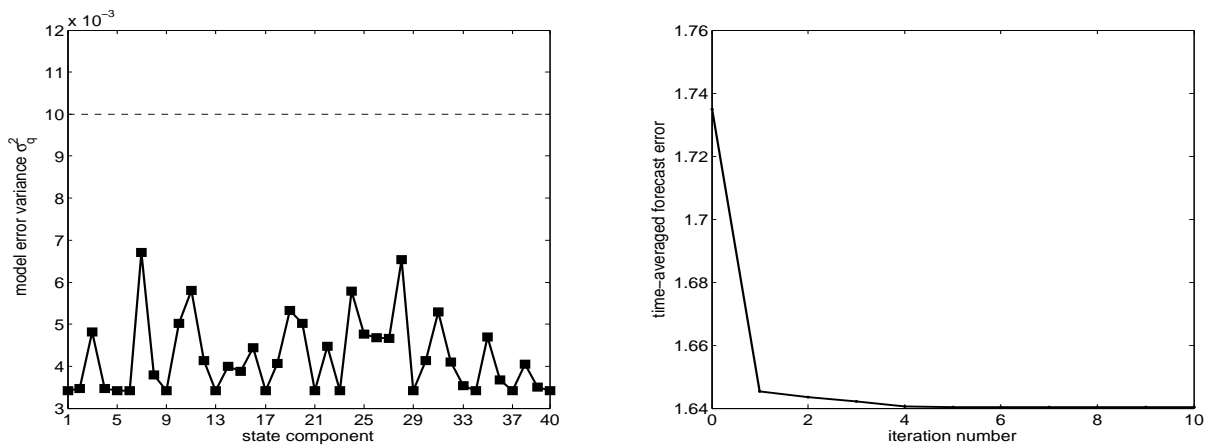 x 10⁻³
12
11
10
9
8
7
6
5
4
3
1 5 9 13 17 21 25 29 33 37 40
state component
model error variance σ²q
1.76
1.74
1.72
1.7
1.68
1.66
1.64
0 2 4 6 8 10
iteration number
time−averaged forecast error